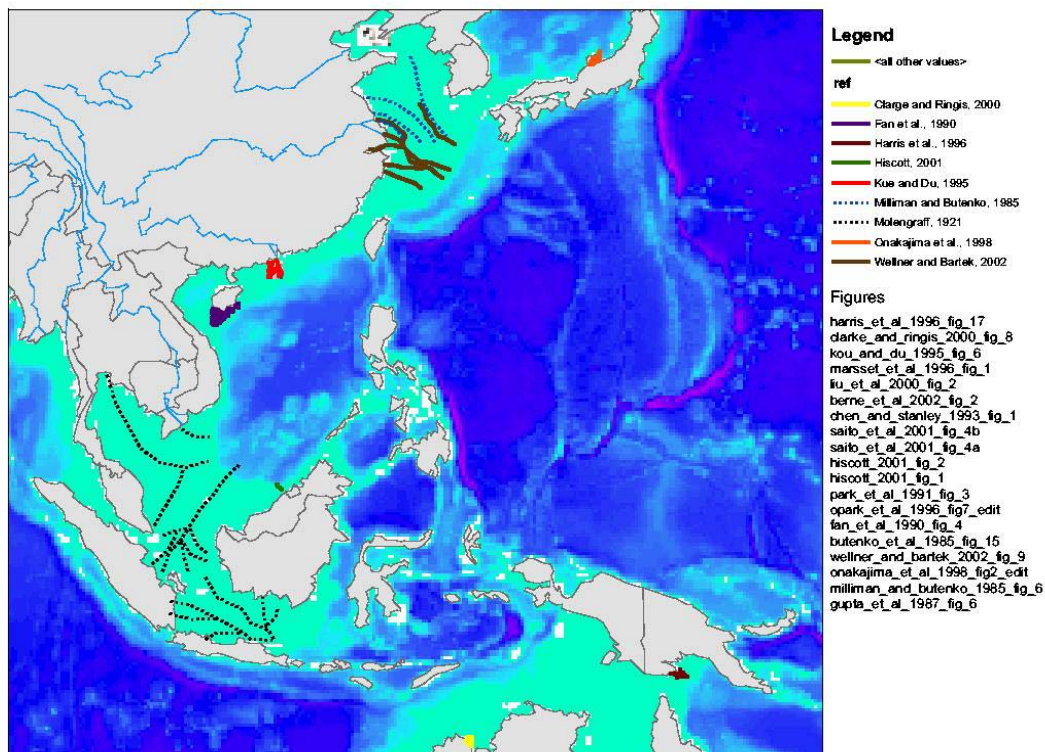 Legend
<all other values>
ref
Clarge and Ringis, 2000
Fan et al., 1990
Harris et al., 1996
Hiscott, 2001
Kue and Du, 1995
Milliman and Butenko, 1985
Molengraff, 1921
Onakajima et al., 1998
Wellner and Bartek, 2002
Figures
harris_et_al_1996_fig_17
clarke_and_ringis_2000_fig_8
kou_and_du_1995_fig_6
marsset_et_al_1996_fig_1
liu_et_al_2000_fig_2
berne_et_al_2002_fig_2
chen_and_stanley_1993_fig_1
saito_et_al_2001_fig_4b
saito_et_al_2001_fig_4a
hiscott_2001_fig_2
hiscott_2001_fig_1
park_et_al_1991_fig_3
opark_et_al_1996_fig7_edit
fan_et_al_1990_fig_4
butenko_et_al_1985_fig_15
wellner_and_bartek_2002_fig_9
onakajima_et_al_1998_fig2_edit
milliman_and_butenko_1985_fig_6
gupta_et_al_1987_fig_6